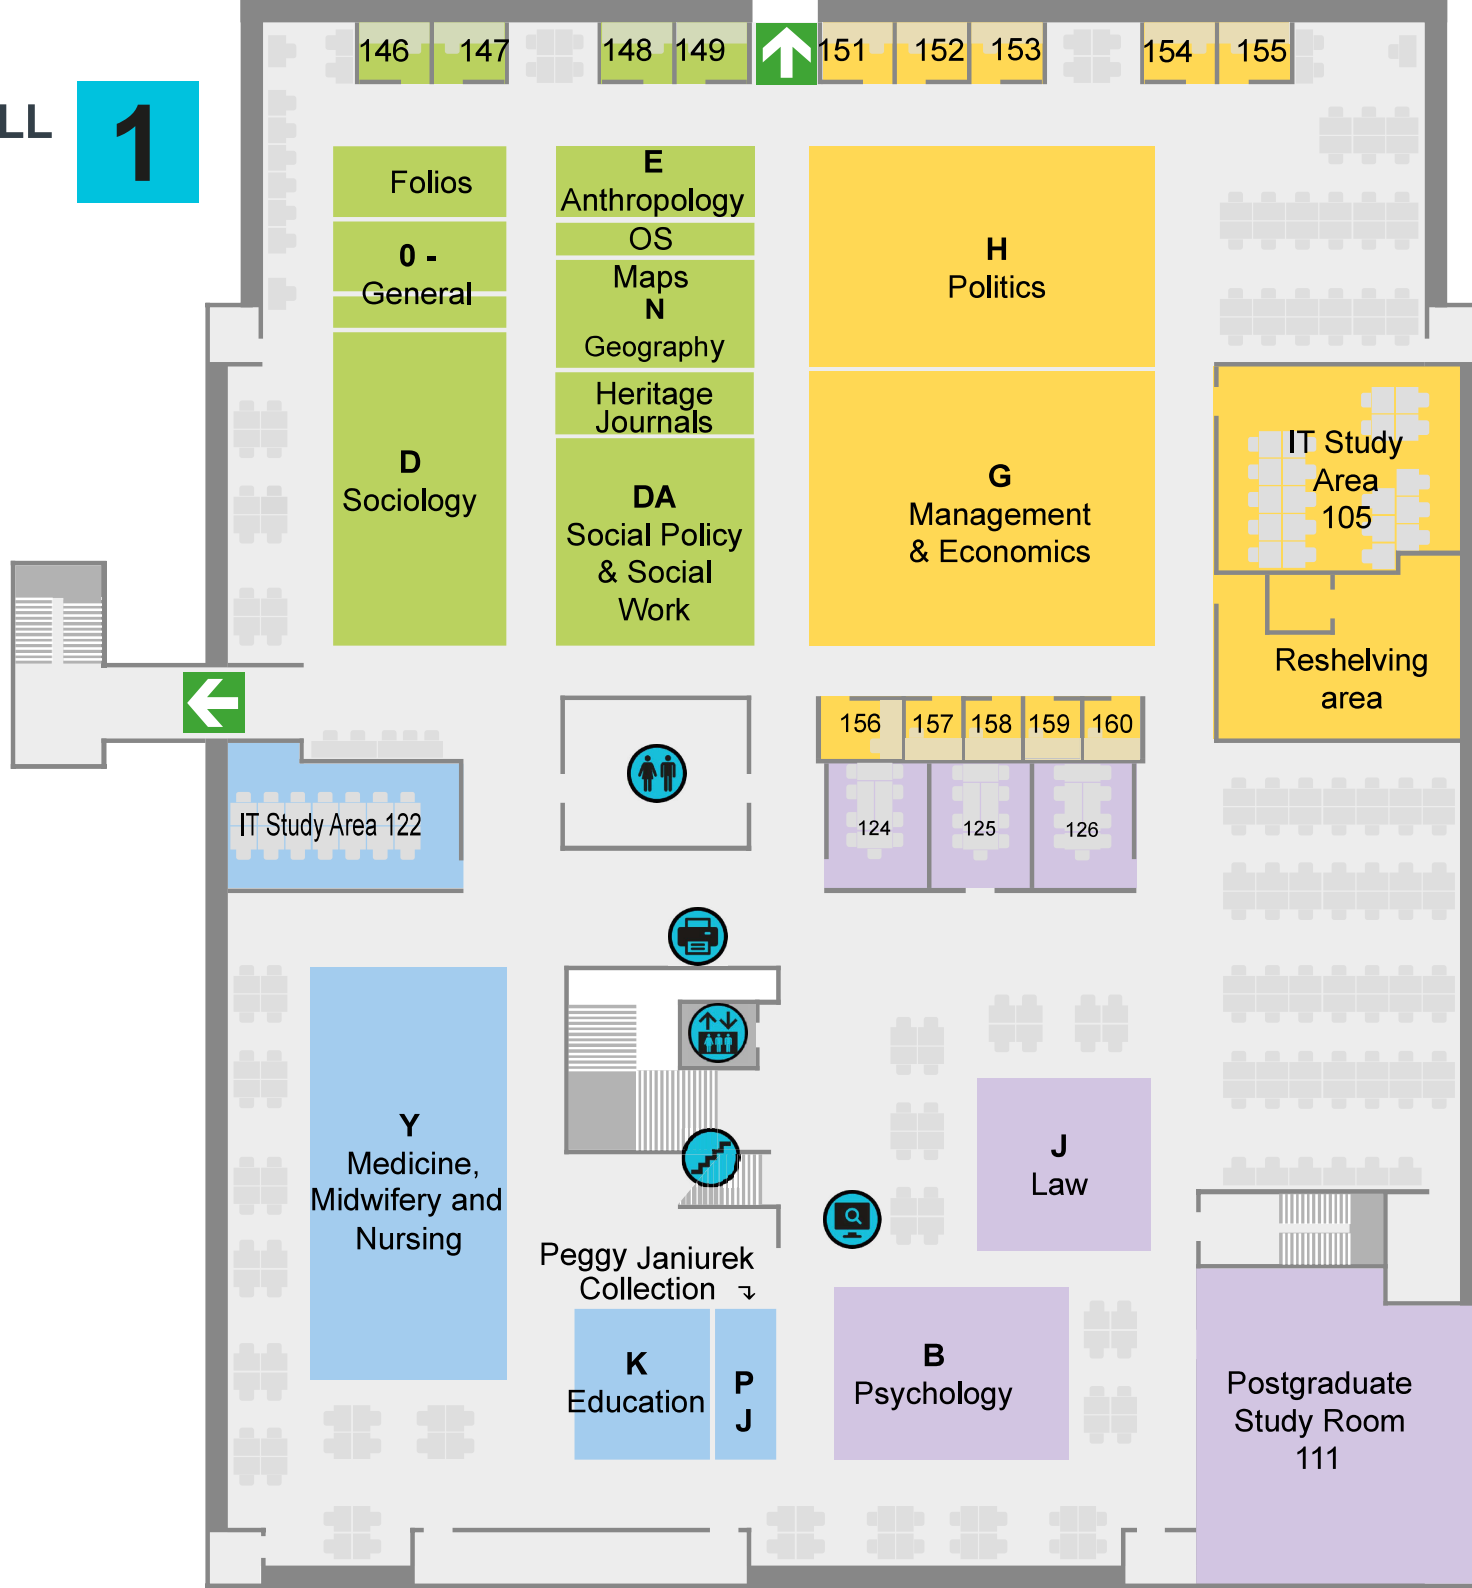 146
147
148
149
151
152
153
154
155
LL
1
Folios
0 -
General
D
Sociology
E
Anthropology
OS
Maps
N
Geography
Heritage
Journals
DA
Social Policy
& Social
Work
H
Politics
G
Management
& Economics
IT Study
Area
105
Reshelving
area
156
157
158
159
160
124
125
126
IT Study Area 122
Y
Medicine,
Midwifery and
Nursing
J
Law
Peggy Janiurek
Collection
K
Education
P
J
B
Psychology
Postgraduate
Study Room
111